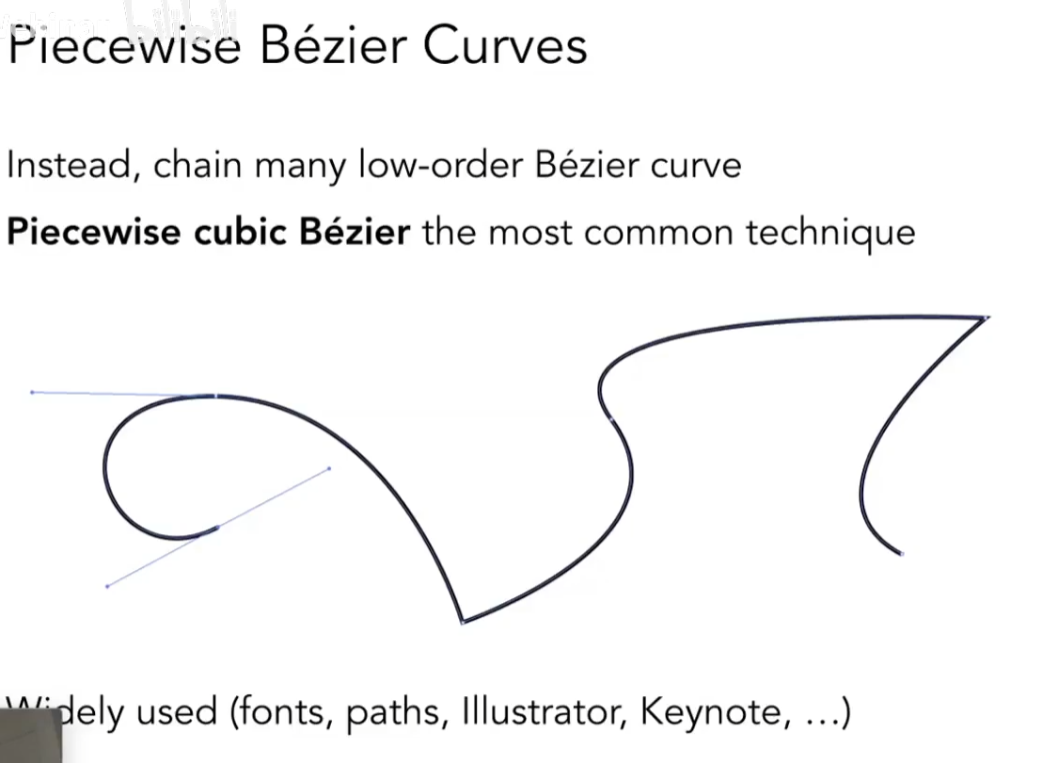 Piecewise Bézier Curves
Instead, chain many low-order Bézier curve
Piecewise cubic Bézier the most common technique
Widely used (fonts, paths, Illustrator, Keynote, …)